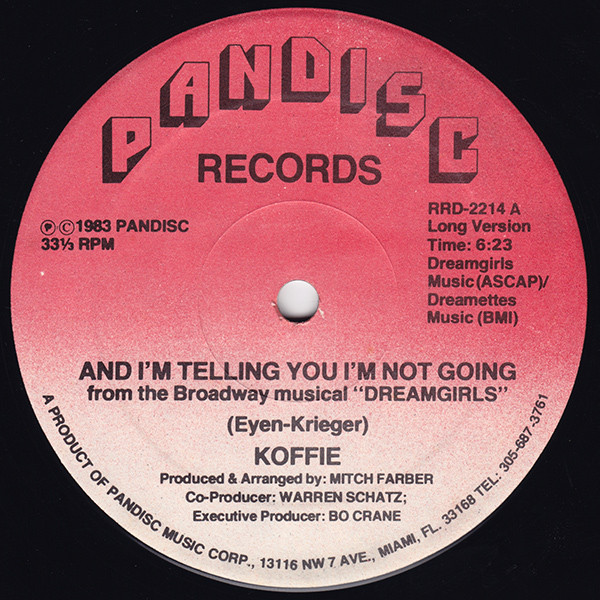 PANDISC
RECORDS
℗©1983 PANDISC
33⅓ RPM
RRD-2214 A
Long Version
Time: 6:23
Dreamgirls
Music (ASCAP)/
Dreamettes
Music (BMI)
AND I'M TELLING YOU I'M NOT GOING
from the Broadway musical "DREAMGIRLS"
(Eyen-Krieger)
KOFFIE
Produced & Arranged by: MITCH FARBER
Co-Producer: WARREN SCHATZ;
Executive Producer: BO CRANE
A PRODUCT OF PANDISC MUSIC CORP., 13116 NW 7 AVE., MIAMI, FL. 33168 TEL: 305-687-3761